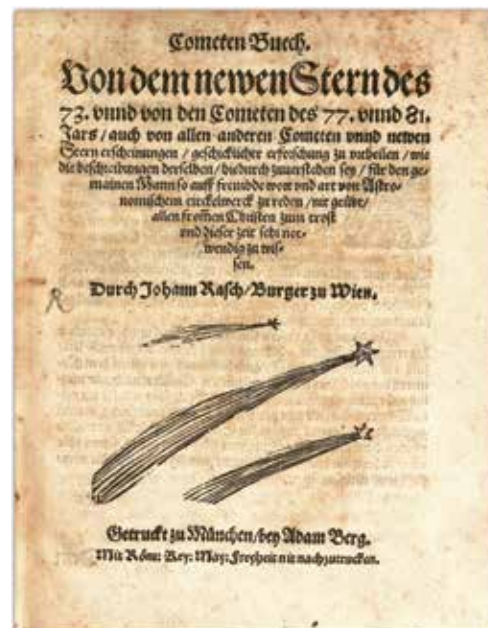 Cometen Buech.
Von dem newen Stern des
73. vnnd von den Cometen des 77. vnnd 81.
Jars / auch von allen anderen Cometen vnnd newen
Stern erscheinungen / geschicklicher erforschung zu vrtheilen / wie
die beschreibungen derselben / hiedurch zuuerstehen sey / für den ge-
mainen Mann so auff frembde wort vnd art von Astro-
nomischem circkelwerck zu reden / nit geübt /
allen frommen Christen zum trost
vnd dieser zeit sehr not-
wendig zu wis-
sen.
Durch Johann Rasch / Burger zu Wien.
Getruckt zu München / bey Adam Berg.
Mit Röm: Key: May: Freyheit nit nachzutrucken.